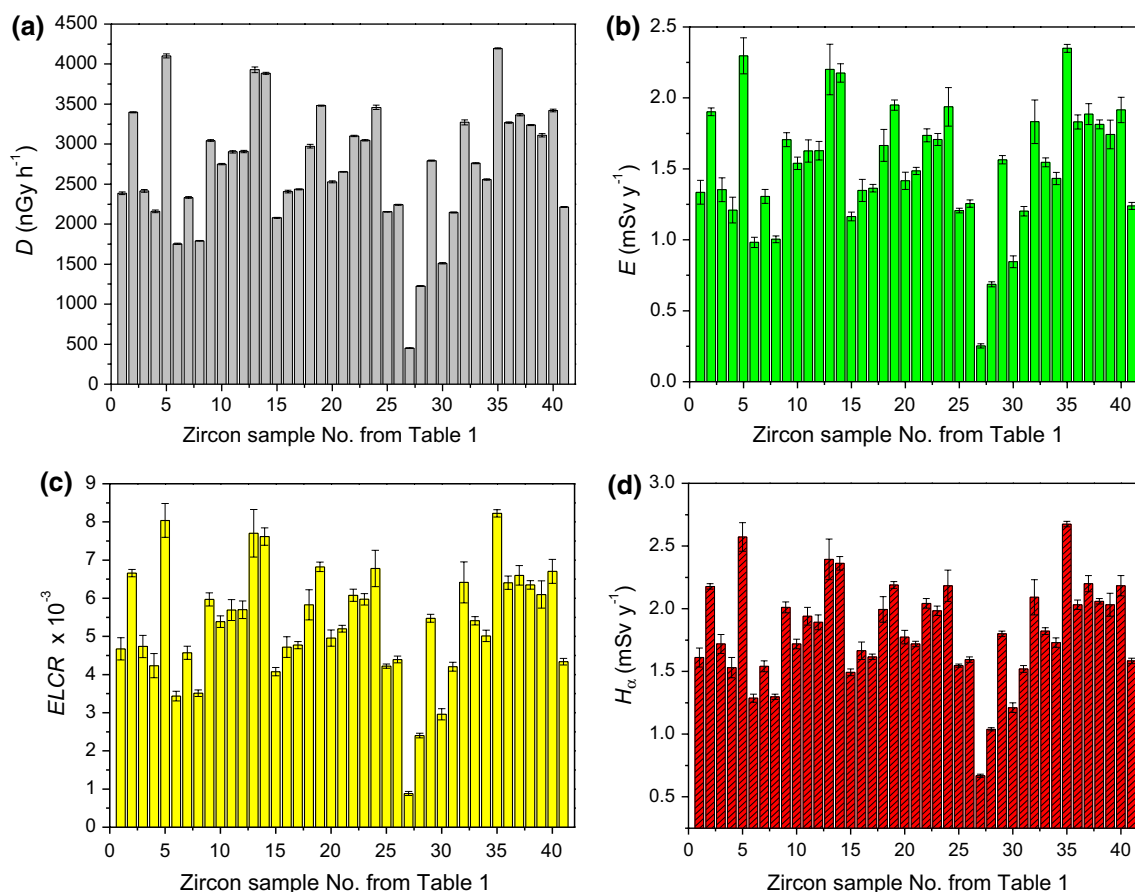 (a)
4500
4000
3500
3000
2500
2000
1500
1000
500
0
D (nGy h-1)
0 5 10 15 20 25 30 35 40
Zircon sample No. from Table 1
(b)
2.5
2.0
1.5
1.0
0.5
0.0
E (mSv y-1)
0 5 10 15 20 25 30 35 40
Zircon sample No. from Table 1
(c)
9
8
7
6
5
4
3
2
1
0
ELCR x 10-3
0 5 10 15 20 25 30 35 40
Zircon sample No. from Table 1
(d)
3.0
2.5
2.0
1.5
1.0
0.5
Hα (mSv y-1)
0 5 10 15 20 25 30 35 40
Zircon sample No. from Table 1